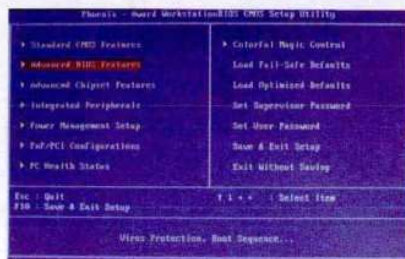 Phoenix - Award WorkstationBIOS CMOS Setup Utility
Standard CMOS Features
Advanced BIOS Features
Advanced Chipset Features
Integrated Peripherals
Power Management Setup
PnP/PCI Configurations
PC Health Status
Colorful Magic Control
Load Fail-Safe Defaults
Load Optimized Defaults
Set Supervisor Password
Set User Password
Save & Exit Setup
Exit Without Saving
Esc : Quit
F10 : Save & Exit Setup
: Select Item
Virus Protection, Boot Sequence...